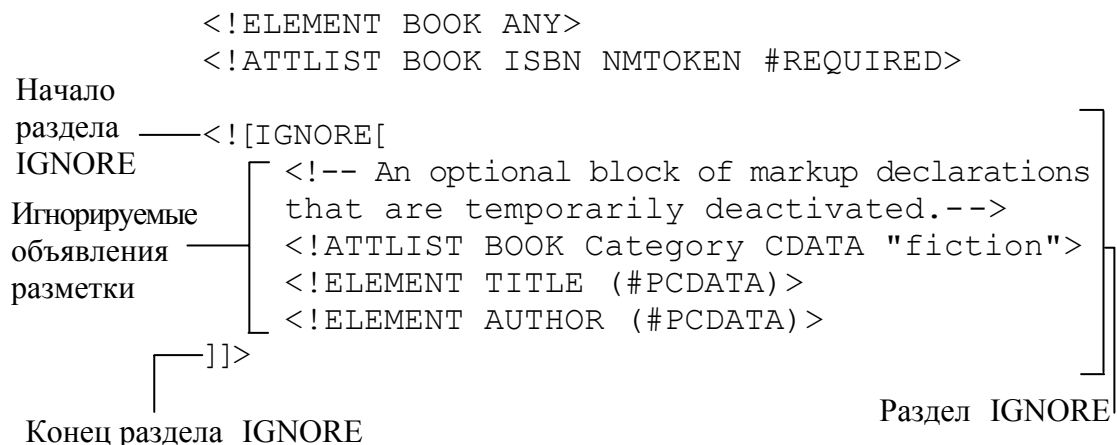 <!ELEMENT BOOK ANY>
<!ATTLIST BOOK ISBN NMTOKEN #REQUIRED>
Начало
раздела
IGNORE
<![IGNORE[
<!-- An optional block of markup declarations
that are temporarily deactivated.-->
Игнорируемые
объявления
разметки
<!ATTLIST BOOK Category CDATA "fiction">
<!ELEMENT TITLE (#PCDATA)>
<!ELEMENT AUTHOR (#PCDATA)>
]]>
Раздел IGNORE
Конец раздела IGNORE